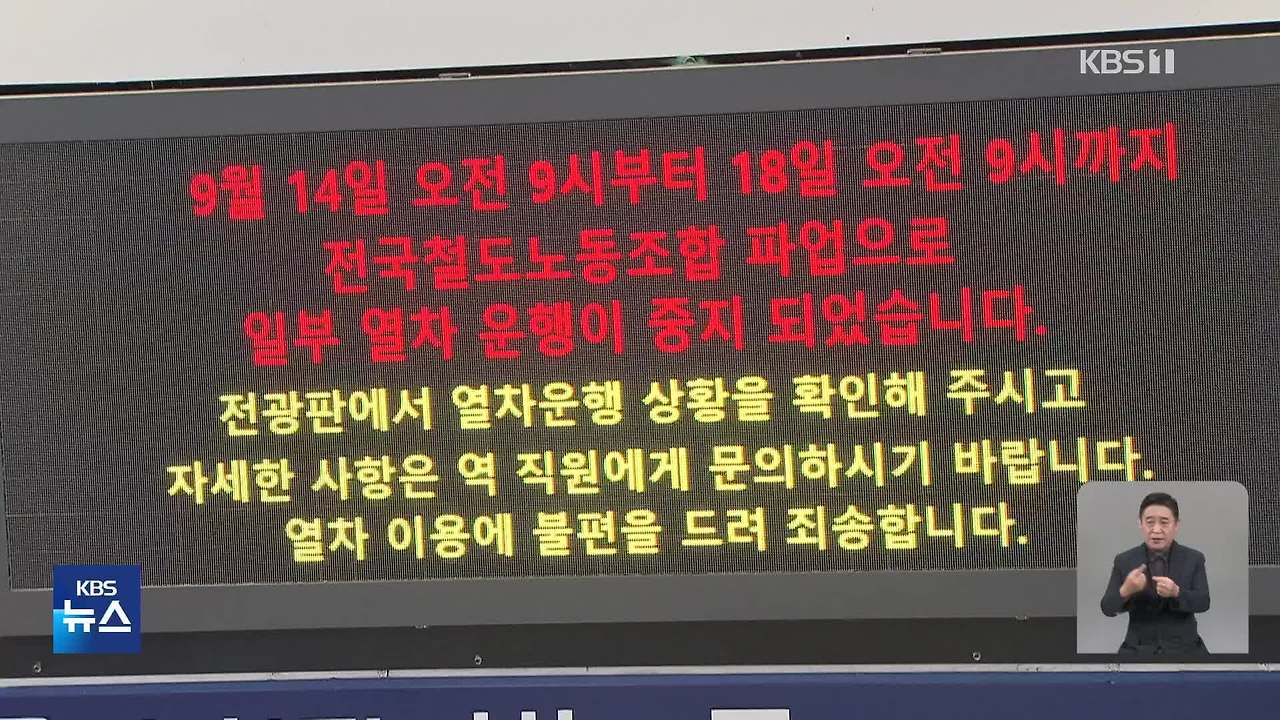 KBS1
9월 14일 오전 9시부터 18일 오전 9시까지
전국철도노동조합 파업으로
일부 열차 운행이 중지 되었습니다.
전광판에서 열차운행 상황을 확인해 주시고
자세한 사항은 역 직원에게 문의하시기 바랍니다.
열차 이용에 불편을 드려 죄송합니다.
KBS
뉴스